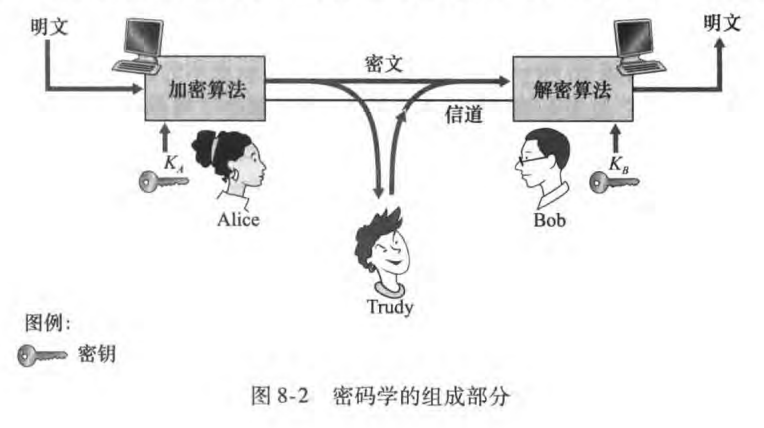 明文
明文
密文
加密算法
解密算法
信道
K_A
K_B
Alice
Bob
Trudy
图例：
密钥
图 8-2 密码学的组成部分